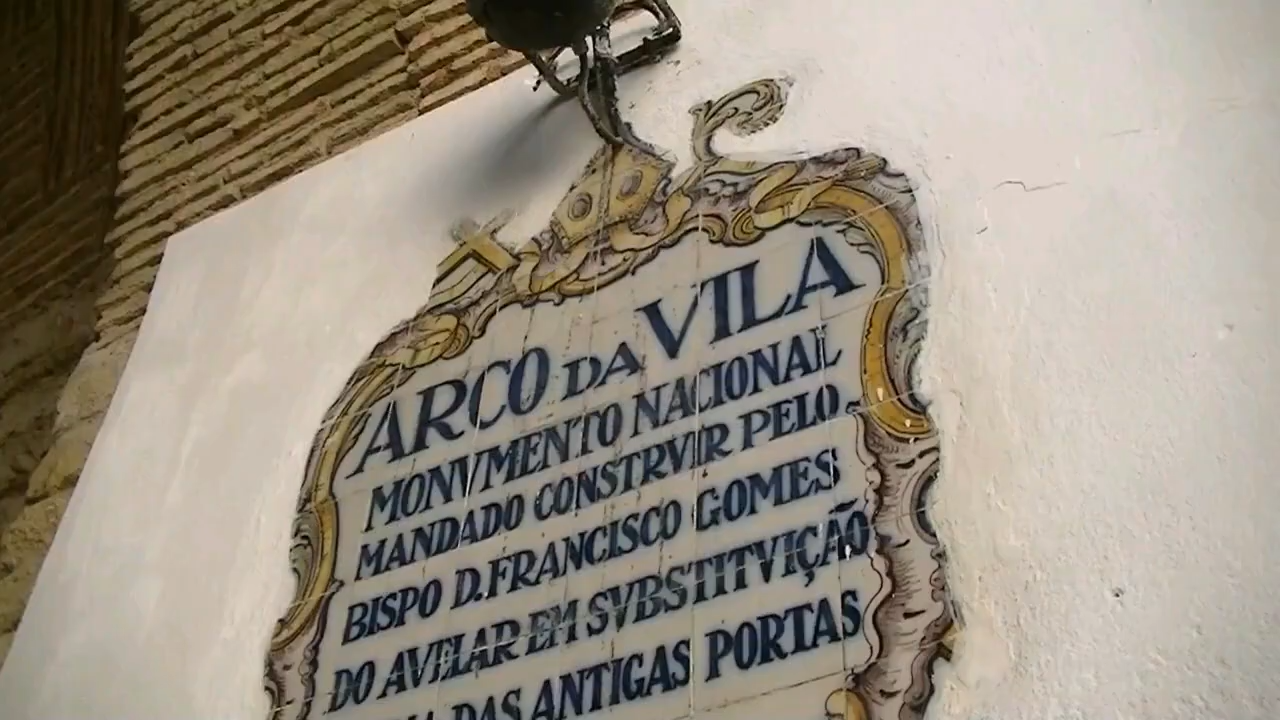 ARCO DA VILA
MONVMENTO NACIONAL
MANDADO CONSTRVIR PELO
BISPO D. FRANCISCO GOMES
DO AVELAR EM SVBSTITVIÇÃO
DAS ANTIGAS PORTAS